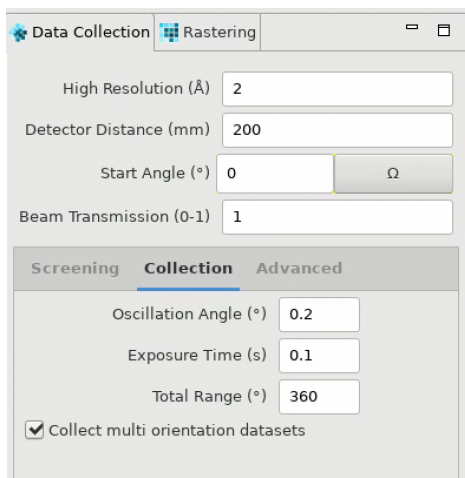 Data Collection Rastering
High Resolution (Å) 2
Detector Distance (mm) 200
Start Angle (°) 0 Ω
Beam Transmission (0-1) 1
Screening Collection Advanced
Oscillation Angle (°) 0.2
Exposure Time (s) 0.1
Total Range (°) 360
Collect multi orientation datasets